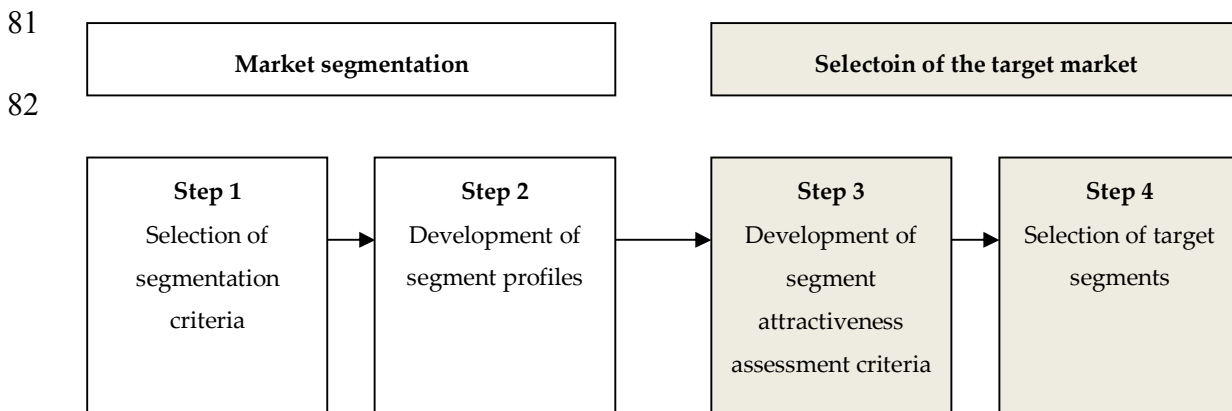 81
Market segmentation
Selectoin of the target market
82
Step 1
Selection of
segmentation
criteria
Step 2
Development of
segment profiles
Step 3
Development of
segment
attractiveness
assessment criteria
Step 4
Selection of target
segments